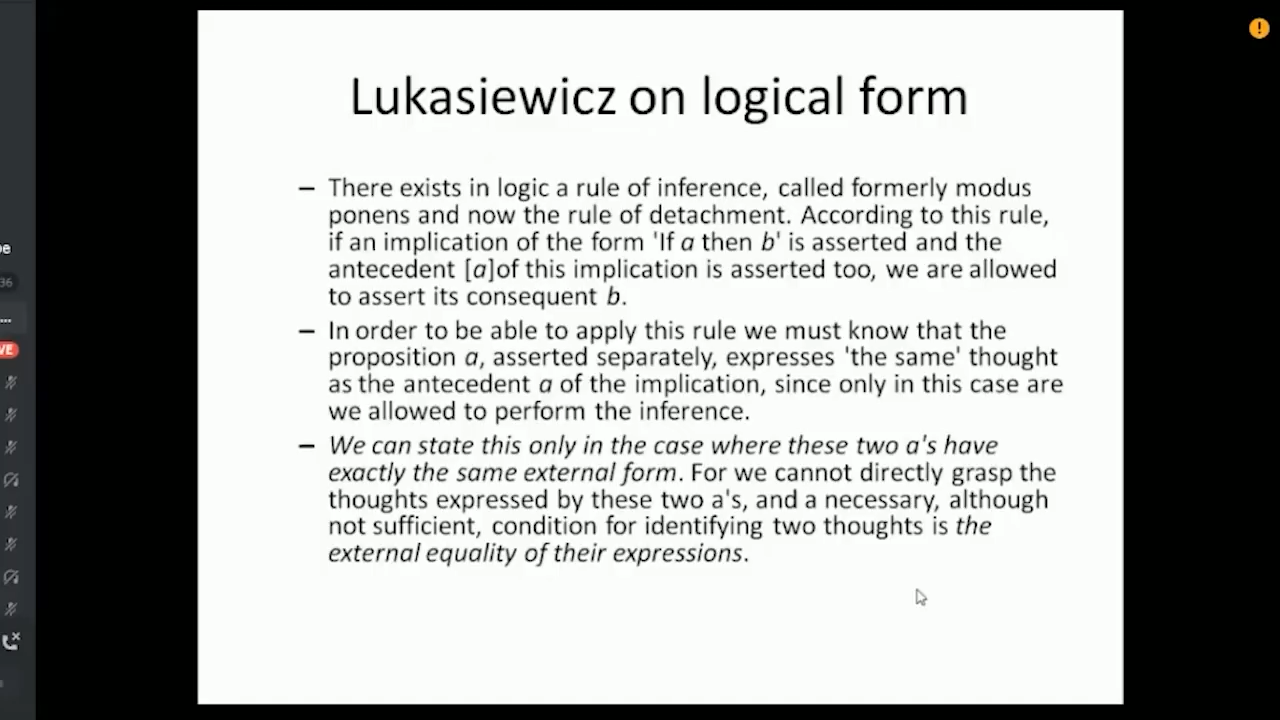 Lukasiewicz on logical form
– There exists in logic a rule of inference, called formerly modus
ponens and now the rule of detachment. According to this rule,
if an implication of the form 'If a then b' is asserted and the
antecedent [a]of this implication is asserted too, we are allowed
to assert its consequent b.
– In order to be able to apply this rule we must know that the
proposition a, asserted separately, expresses 'the same' thought
as the antecedent a of the implication, since only in this case are
we allowed to perform the inference.
– We can state this only in the case where these two a's have
exactly the same external form. For we cannot directly grasp the
thoughts expressed by these two a's, and a necessary, although
not sufficient, condition for identifying two thoughts is the
external equality of their expressions.
36
...